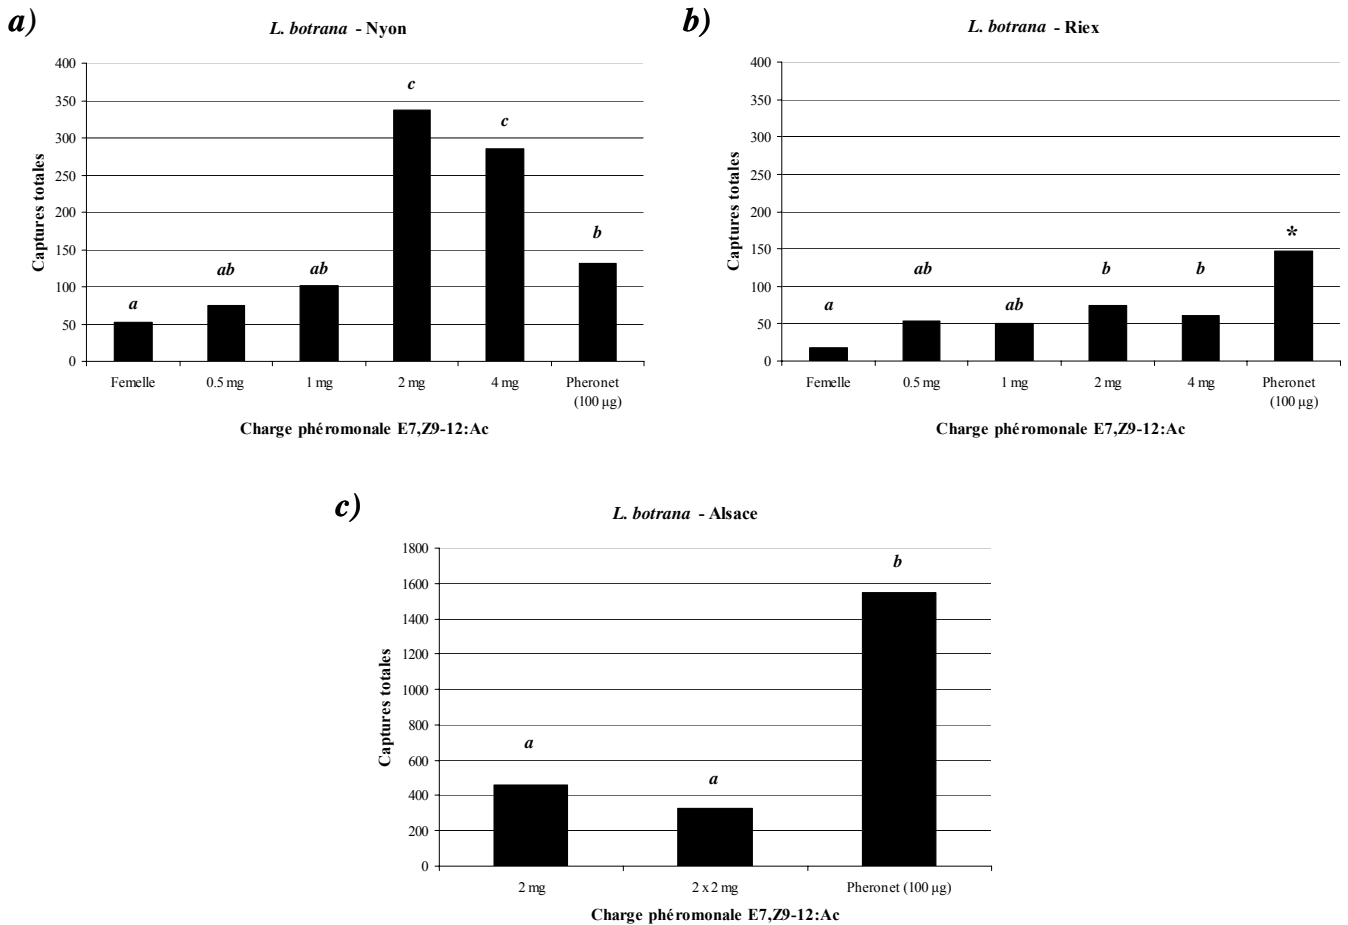 a)
L. botrana - Nyon
Captures totales
400
350
300
250
200
150
100
50
0
a
ab
ab
c
c
b
Femelle
0.5 mg
1 mg
2 mg
4 mg
Pheronet
(100 µg)
Charge phéromonale E7,Z9-12:Ac
b)
L. botrana - Riex
Captures totales
400
350
300
250
200
150
100
50
0
a
ab
ab
b
b
*
Femelle
0.5 mg
1 mg
2 mg
4 mg
Pheronet
(100 µg)
Charge phéromonale E7,Z9-12:Ac
c)
L. botrana - Alsace
Captures totales
1800
1600
1400
1200
1000
800
600
400
200
0
a
a
b
2 mg
2 x 2 mg
Pheronet (100 µg)
Charge phéromonale E7,Z9-12:Ac